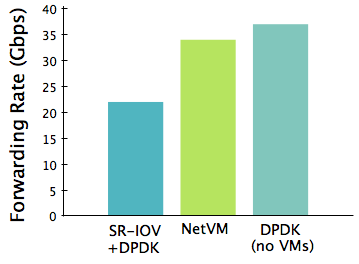 Forwarding Rate (Gbps)
40
35
30
25
20
15
10
5
0
SR-IOV
+DPDK
NetVM
DPDK
(no VMs)